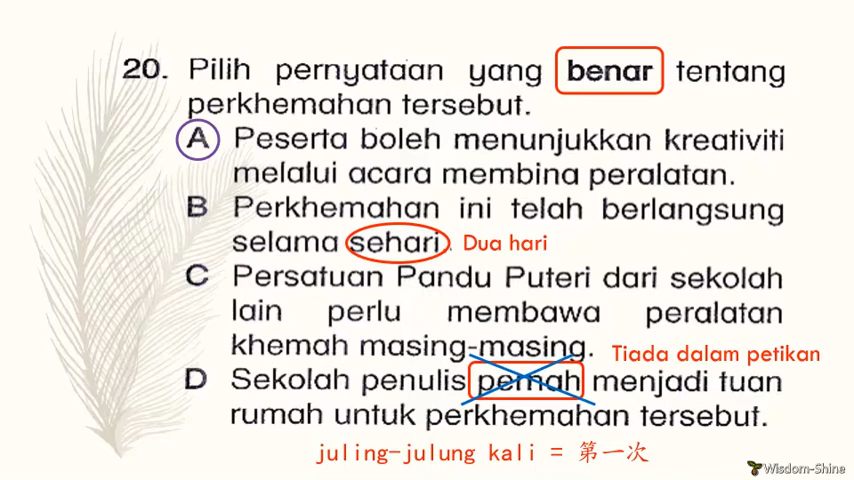 20. Pilih pernyataan yang benar tentang
perkhemahan tersebut.
A Peserta boleh menunjukkan kreativiti
melalui acara membina peralatan.
B Perkhemahan ini telah berlangsung
selama sehari. Dua hari
C Persatuan Pandu Puteri dari sekolah
lain perlu membawa peralatan
khemah masing-masing. Tiada dalam petikan
D Sekolah penulis pernah menjadi tuan
rumah untuk perkhemahan tersebut.
juling-julung kali = 第一次
Wisdom-Shine